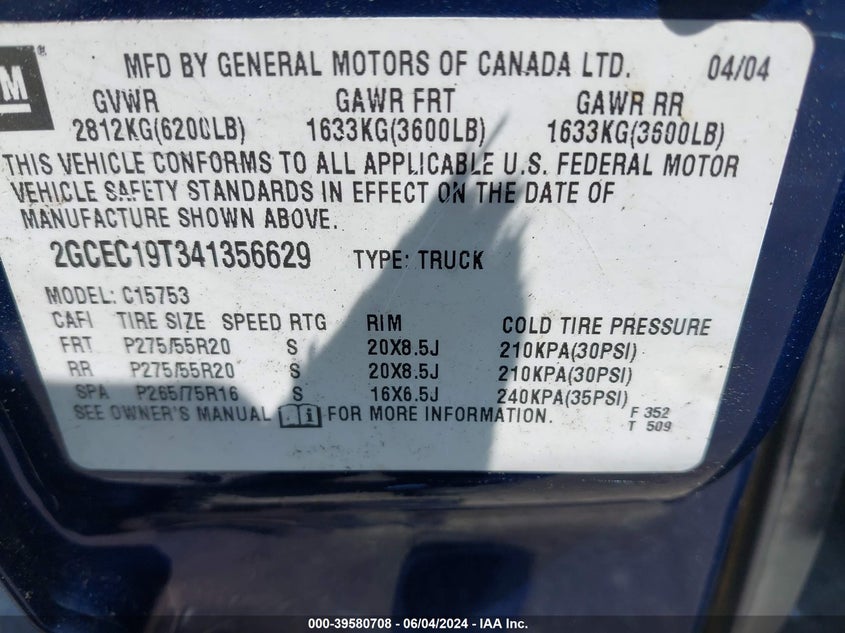 M ®
MFD BY GENERAL MOTORS OF CANADA LTD. 04/04
GVWR GAWR FRT GAWR RR
2812KG(6200LB) 1633KG(3600LB) 1633KG(3600LB)
THIS VEHICLE CONFORMS TO ALL APPLICABLE U.S. FEDERAL MOTOR
VEHICLE SAFETY STANDARDS IN EFFECT ON THE DATE OF
MANUFACTURE SHOWN ABOVE.
2GCEC19T341356629 TYPE: TRUCK
MODEL: C15753
CAFI TIRE SIZE SPEED RTG RIM COLD TIRE PRESSURE
FRT P275/55R20 S 20X8.5J 210KPA(30PSI)
RR P275/55R20 S 20X8.5J 210KPA(30PSI)
SPA P265/75R16 S 16X6.5J 240KPA(35PSI)
SEE OWNER'S MANUAL FOR MORE INFORMATION. F 352
T 509
000-39580708 - 06/04/2024 - © IAA Inc.